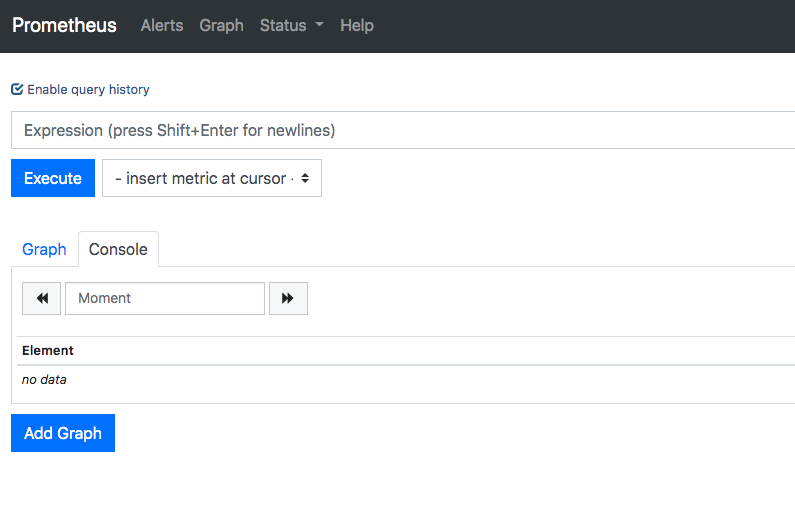 Prometheus Alerts Graph Status Help
Enable query history
Expression (press Shift+Enter for newlines)
Execute - insert metric at cursor -
Graph Console
Moment
Element
no data
Add Graph